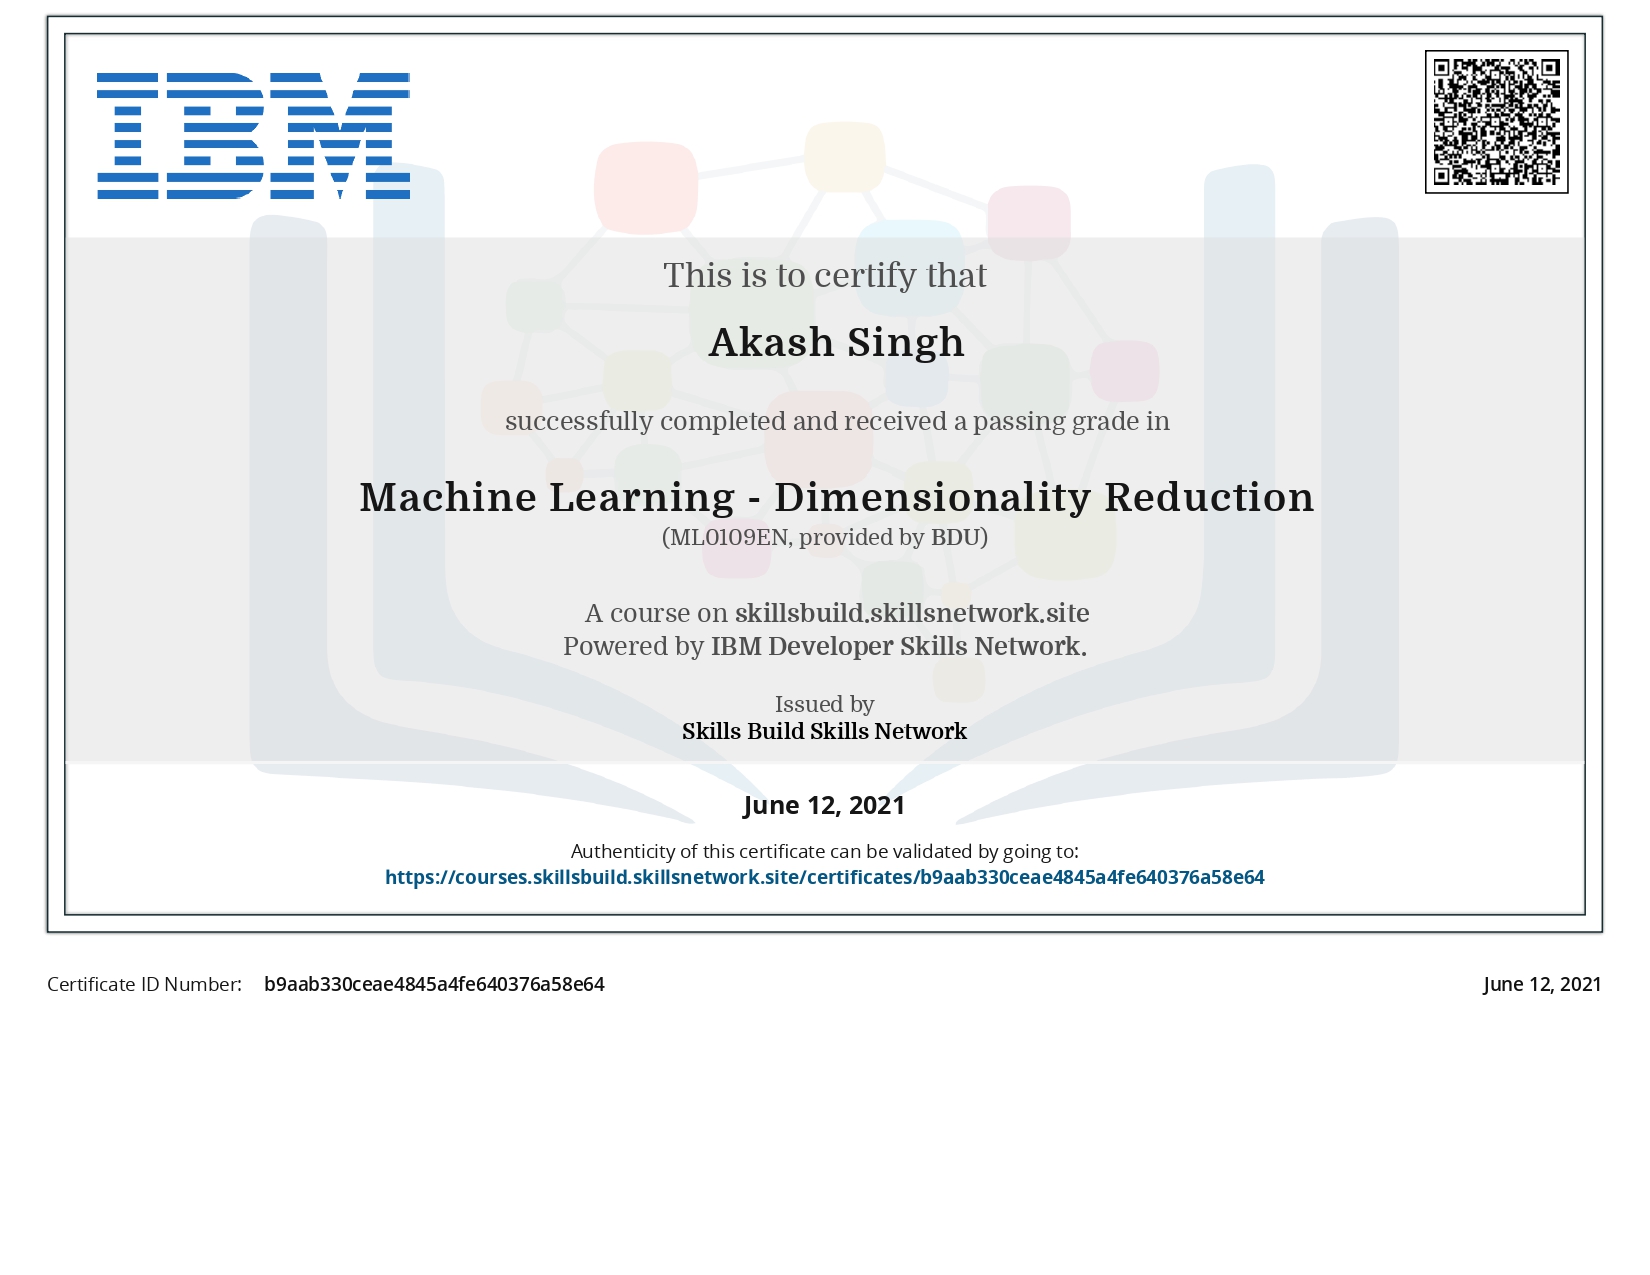 IBM
This is to certify that
Akash Singh
successfully completed and received a passing grade in
Machine Learning - Dimensionality Reduction
(ML0109EN, provided by BDU)
A course on skillsbuild.skillsnetwork.site
Powered by IBM Developer Skills Network.
Issued by
Skills Build Skills Network
June 12, 2021
Authenticity of this certificate can be validated by going to:
https://courses.skillsbuild.skillsnetwork.site/certificates/b9aab330ceae4845a4fe640376a58e64
Certificate ID Number: b9aab330ceae4845a4fe640376a58e64
June 12, 2021